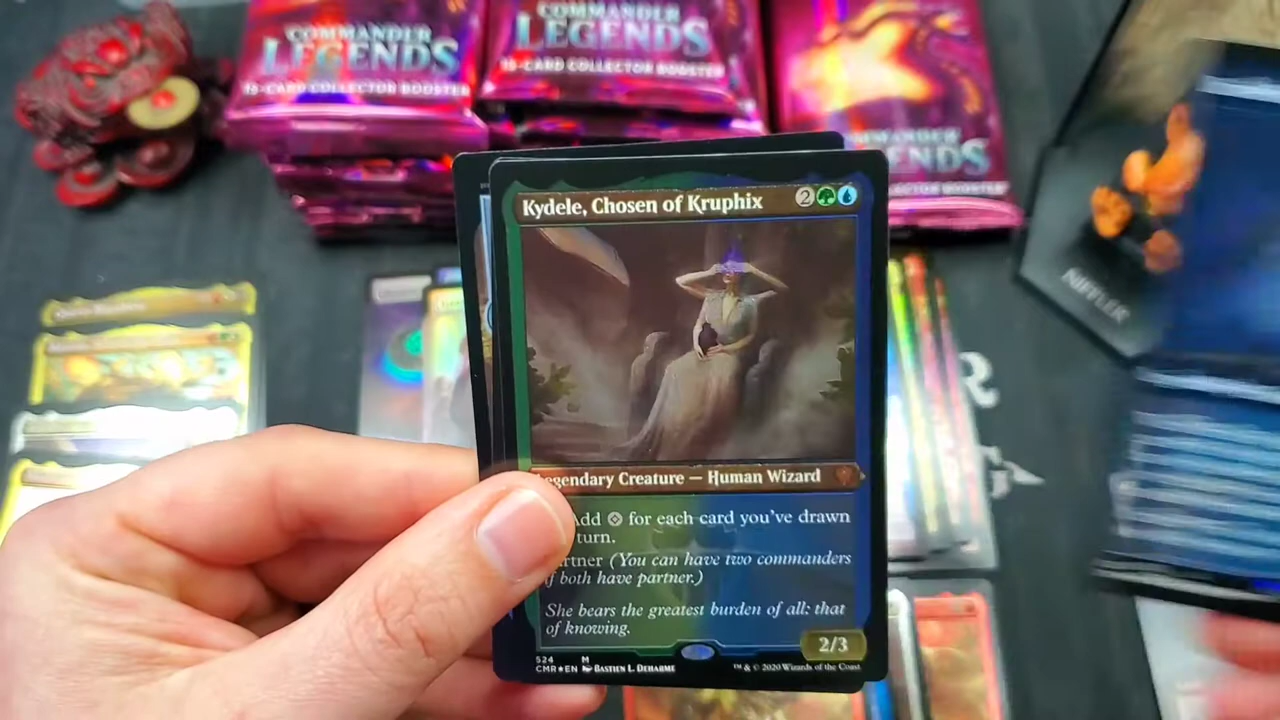 COMMANDER
LEGENDS
15-CARD COLLECTOR BOOSTER
COMMANDER
LEGENDS
15-CARD COLLECTOR BOOSTER
COMMANDER
LEGENDS
COLLECTOR BOOSTER
NIFFLER
Kydele, Chosen of Kruphix 2
egendary Creature — Human Wizard
Add for each card you've drawn
turn.
artner (You can have two commanders
if both have partner.)
She bears the greatest burden of all: that
of knowing.
2/3
524 M
CMR★EN BASTIEN L. DEHARME
™ & © 2020 Wizards of the Coast